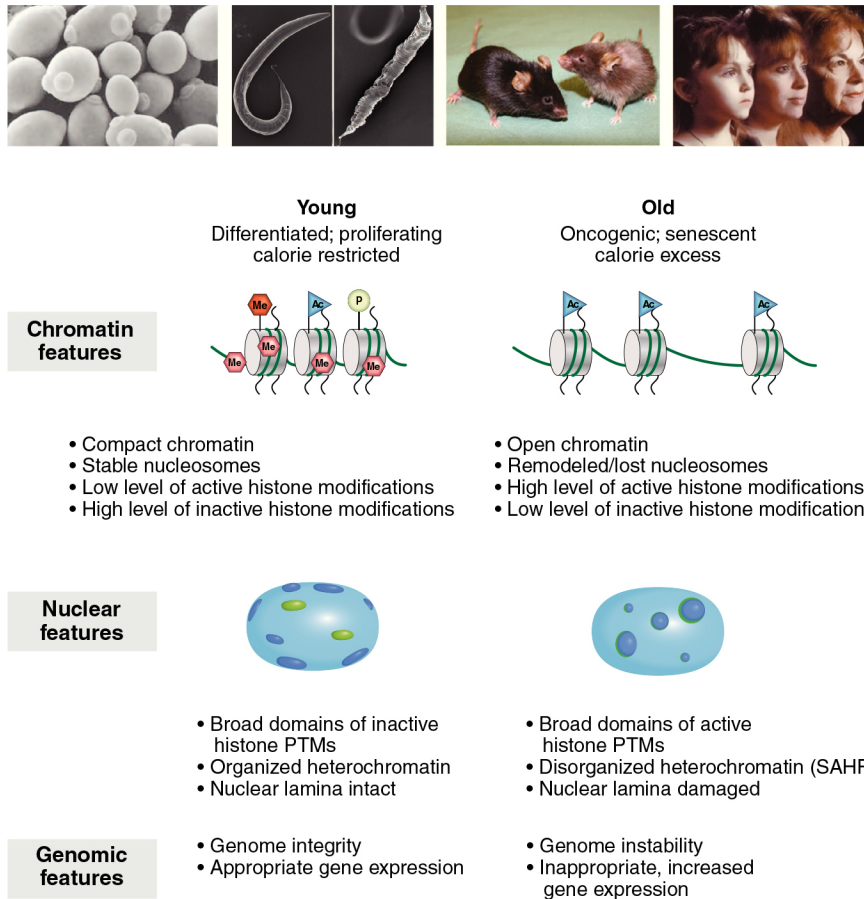 Young
Differentiated; proliferating
calorie restricted
Old
Oncogenic; senescent
calorie excess
Chromatin
features
Me
Ac
P
Me
Me
Me
Me
Ac
Ac
Ac
• Compact chromatin
• Stable nucleosomes
• Low level of active histone modifications
• High level of inactive histone modifications
• Open chromatin
• Remodeled/lost nucleosomes
• High level of active histone modifications
• Low level of inactive histone modification
Nuclear
features
• Broad domains of inactive
histone PTMs
• Organized heterochromatin
• Nuclear lamina intact
• Broad domains of active
histone PTMs
• Disorganized heterochromatin (SAHF
• Nuclear lamina damaged
Genomic
features
• Genome integrity
• Appropriate gene expression
• Genome instability
• Inappropriate, increased
gene expression